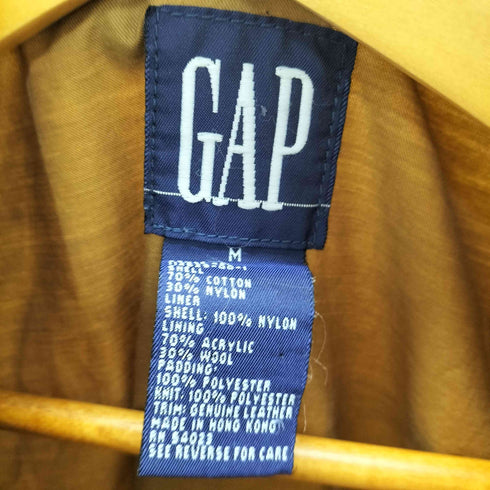 GAP
M
SHELL
70% COTTON
30% NYLON
LINER
SHELL: 100% NYLON
LINING
70% ACRYLIC
30% WOOL
PADDING:
100% POLYESTER
KNIT: 100% POLYESTER
TRIM: GENUINE LEATHER
MADE IN HONG KONG
RN 54023
SEE REVERSE FOR CARE